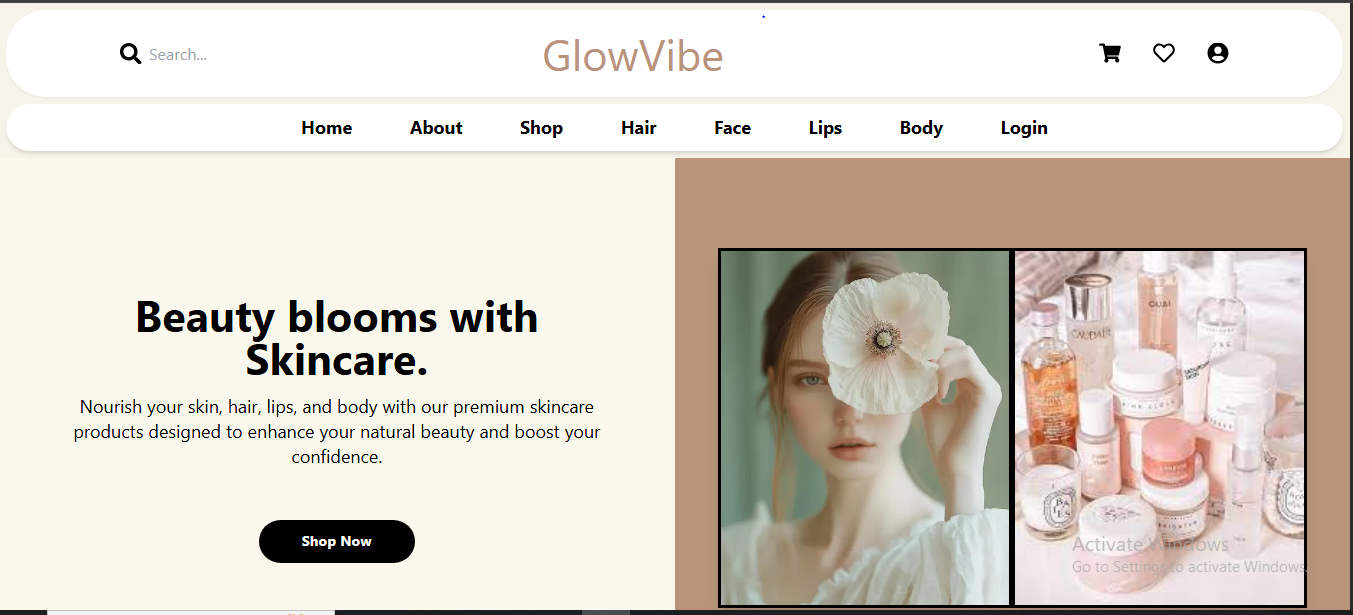 Search...
GlowVibe
Home About Shop Hair Face Lips Body Login
Beauty blooms with
Skincare.
Nourish your skin, hair, lips, and body with our premium skincare
products designed to enhance your natural beauty and boost your
confidence.
Shop Now
CAUDALIE
OUAI
Activate Windows
Go to Settings to activate Windows.